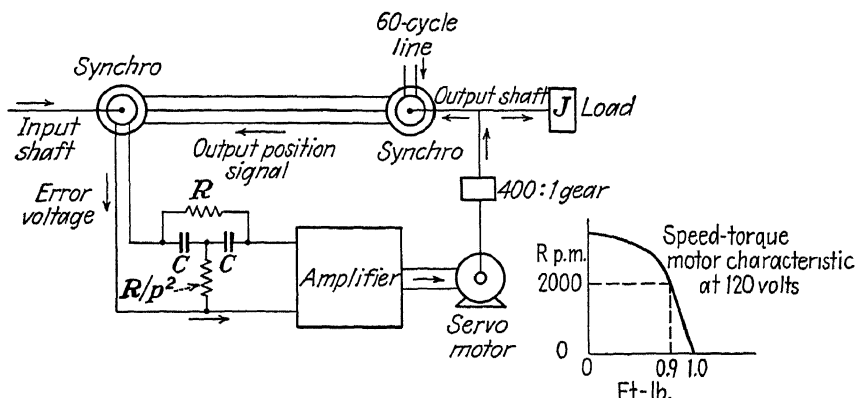 60-cycle
line
Synchro
Output shaft
J
Load
Input
shaft
Output position
signal
Synchro
Error
voltage
R
400:1 gear
C
C
R/p²
Amplifier
Servo
motor
R p.m.
2000
0
Speed-torque
motor characteristic
at 120 volts
0
0.9
1.0
Ft-lb.